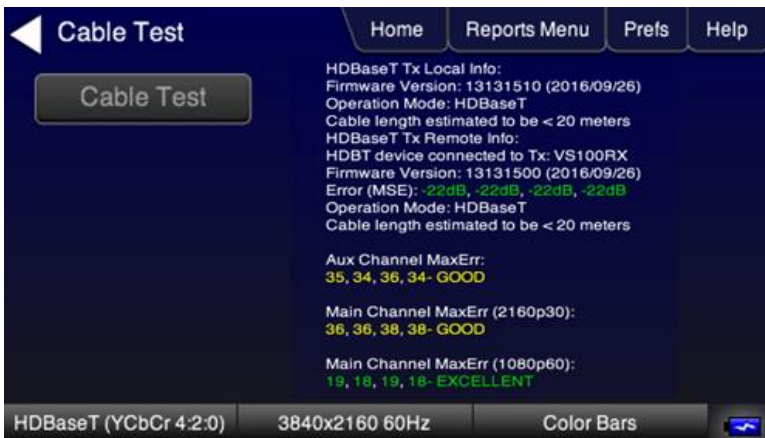 Cable Test
Home
Reports Menu
Prefs
Help
Cable Test
HDBaseT Tx Local Info:
Firmware Version: 13131510 (2016/09/26)
Operation Mode: HDBaseT
Cable length estimated to be < 20 meters
HDBaseT Tx Remote Info:
HDBT device connected to Tx: VS100RX
Firmware Version: 13131500 (2016/09/26)
Error (MSE): -22dB, -22dB, -22dB, -22dB
Operation Mode: HDBaseT
Cable length estimated to be < 20 meters
Aux Channel MaxErr:
35, 34, 36, 34- GOOD
Main Channel MaxErr (2160p30):
36, 36, 38, 38- GOOD
Main Channel MaxErr (1080p60):
19, 18, 19, 18- EXCELLENT
HDBaseT (YCbCr 4:2:0)
3840x2160 60Hz
Color Bars